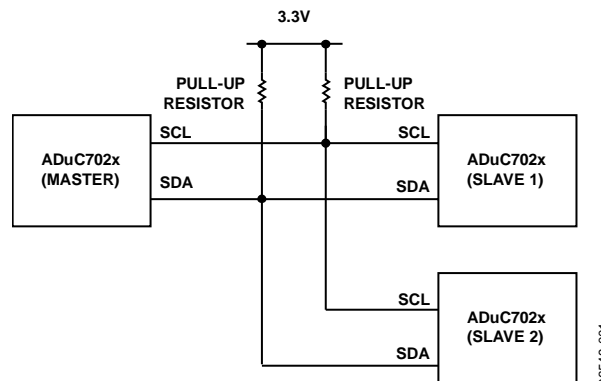 3.3V
PULL-UP
RESISTOR
PULL-UP
RESISTOR
SCL
SCL
ADuC702x
(MASTER)
ADuC702x
(SLAVE 1)
SDA
SDA
SCL
ADuC702x
(SLAVE 2)
SDA